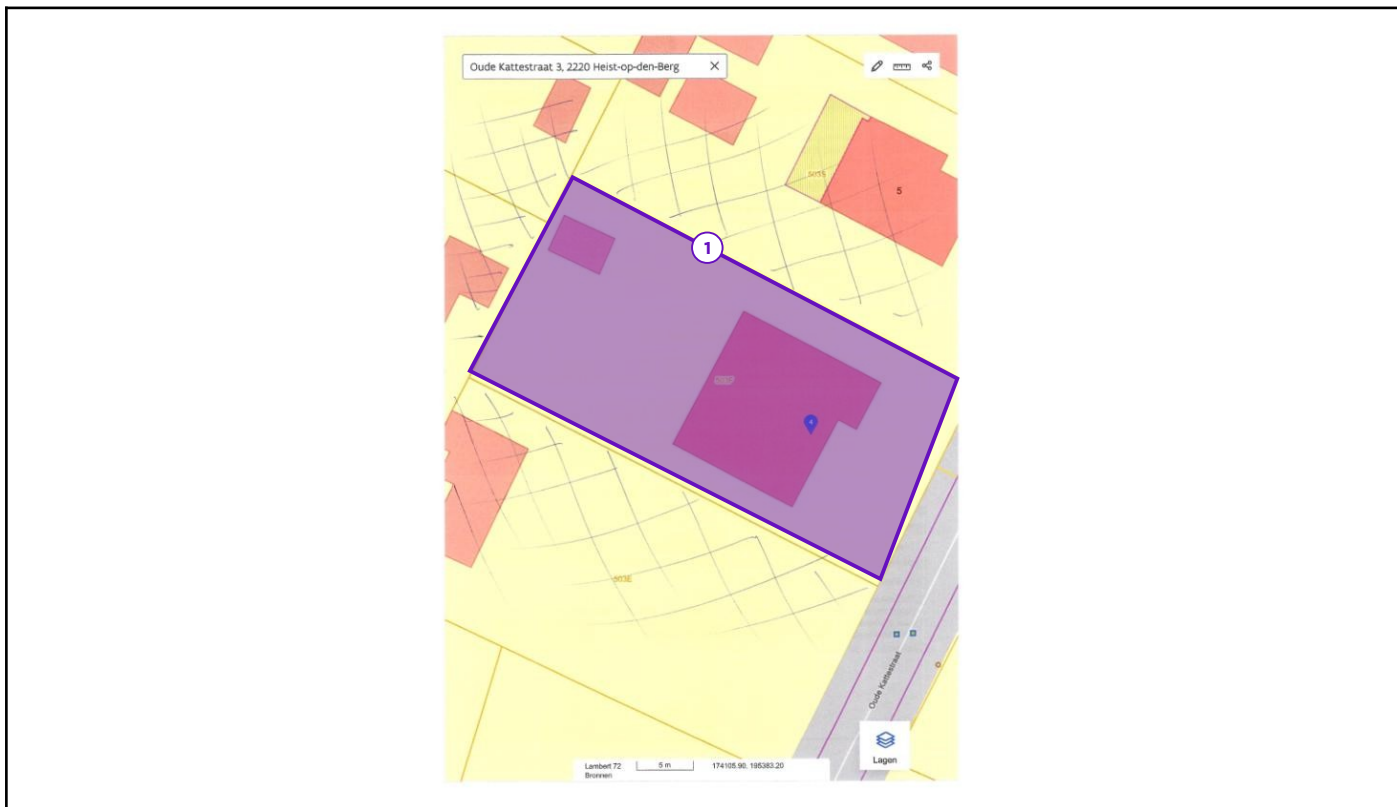 Oude Kattestraat 3, 2220 Heist-op-den-Berg
5
1
503E
Oude Kattestraat
Lagen
Lambert 72 5 m 174105.90, 195383.20
Bronnen